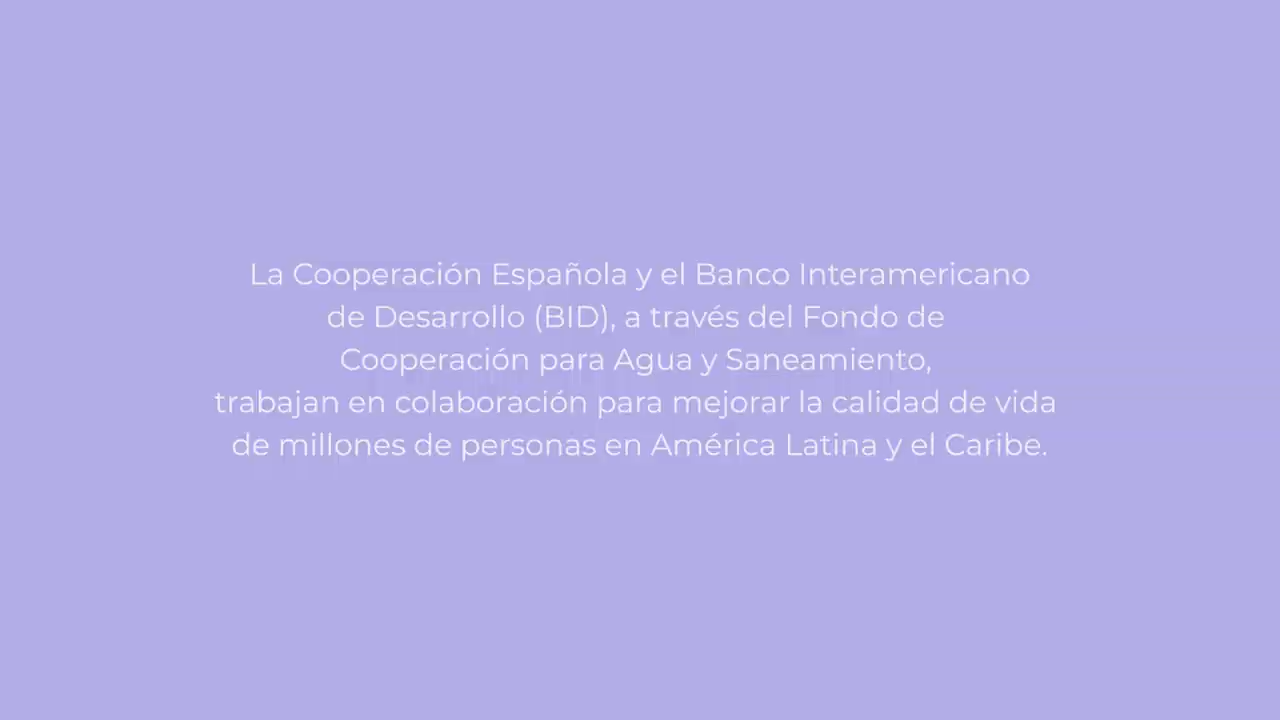 La Cooperación Española y el Banco Interamericano
de Desarrollo (BID), a través del Fondo de
Cooperación para Agua y Saneamiento,
trabajan en colaboración para mejorar la calidad de vida
de millones de personas en América Latina y el Caribe.